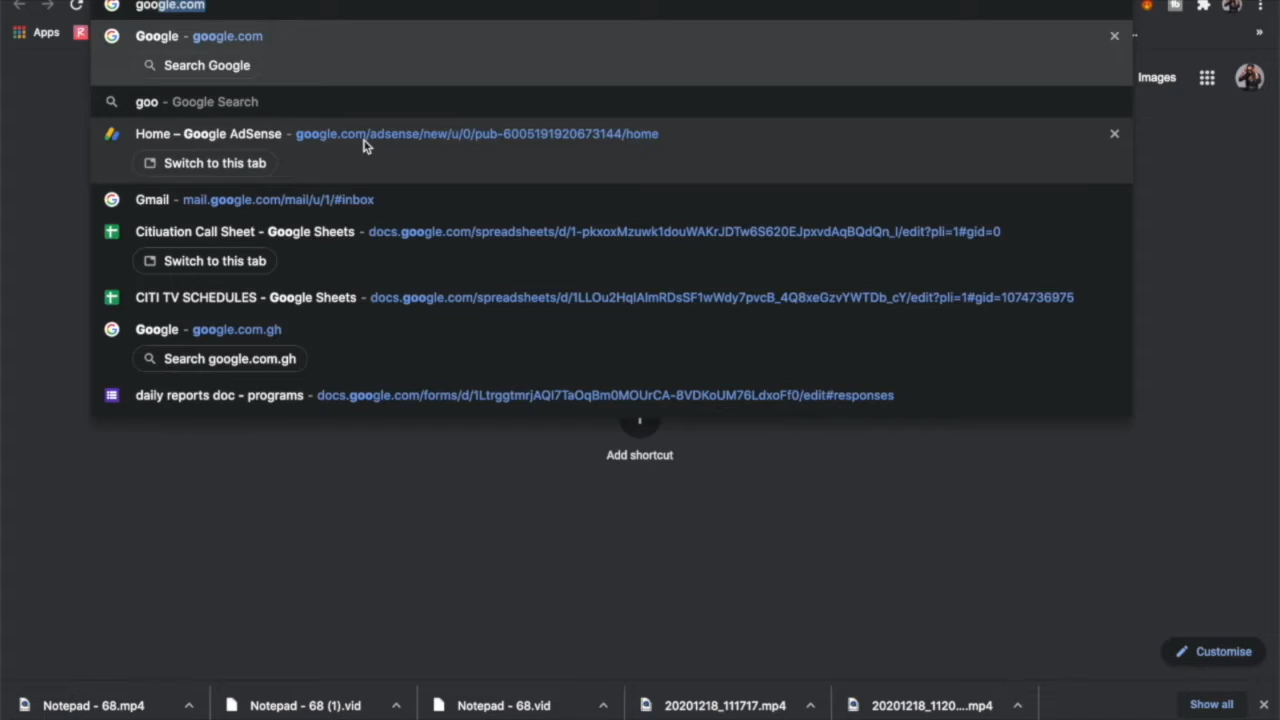 google.com
Apps
Google - google.com
Search Google
Images
goo - Google Search
Home – Google AdSense - google.com/adsense/new/u/0/pub-6005191920673144/home
Switch to this tab
Gmail - mail.google.com/mail/u/1/#inbox
Citiuation Call Sheet - Google Sheets - docs.google.com/spreadsheets/d/1-pkxoxMzuwk1douWAKrJDTw6S620EJpxvdAqBQdQn_I/edit?pli=1#gid=0
Switch to this tab
CITI TV SCHEDULES - Google Sheets - docs.google.com/spreadsheets/d/1LLOu2HqIAlmRDsSF1wWdy7pvcB_4Q8xeGzvYWTDb_cY/edit?pli=1#gid=1074736975
Google - google.com.gh
Search google.com.gh
daily reports doc - programs - docs.google.com/forms/d/1LtrggtmrjAQI7TaOqBm0MOUrCA-8VDKoUM76LdxoFf0/edit#responses
Add shortcut
Customise
Notepad - 68.mp4
Notepad - 68 (1).vid
Notepad - 68.vid
20201218_111717.mp4
20201218_1120....mp4
Show all